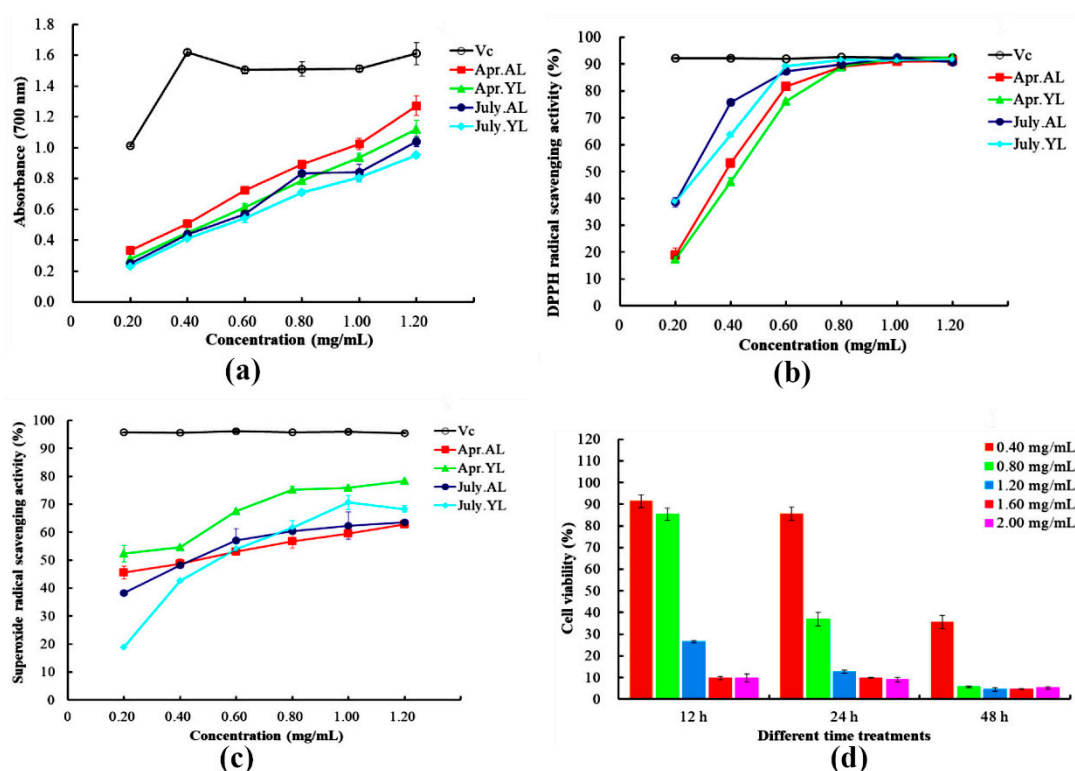 1.8
1.6
1.4
1.2
1.0
0.8
0.6
0.4
0.2
0.0
Absorbance (700 nm)
0 0.20 0.40 0.60 0.80 1.00 1.20
Concentration (mg/mL)
Vc
Apr.AL
Apr.YL
July.AL
July.YL
(a)
100
90
80
70
60
50
40
30
20
10
0
DPPH radical scavenging activity (%)
0 0.20 0.40 0.60 0.80 1.00 1.20
Concentration (mg/mL)
Vc
Apr.AL
Apr.YL
July.AL
July.YL
(b)
100
90
80
70
60
50
40
30
20
10
0
Superoxide radical scavenging activity (%)
0 0.20 0.40 0.60 0.80 1.00 1.20
Concentration (mg/mL)
Vc
Apr.AL
Apr.YL
July.AL
July.YL
(c)
120
110
100
90
80
70
60
50
40
30
20
10
0
Cell viability (%)
12 h 24 h 48 h
Different time treatments
0.40 mg/mL
0.80 mg/mL
1.20 mg/mL
1.60 mg/mL
2.00 mg/mL
(d)